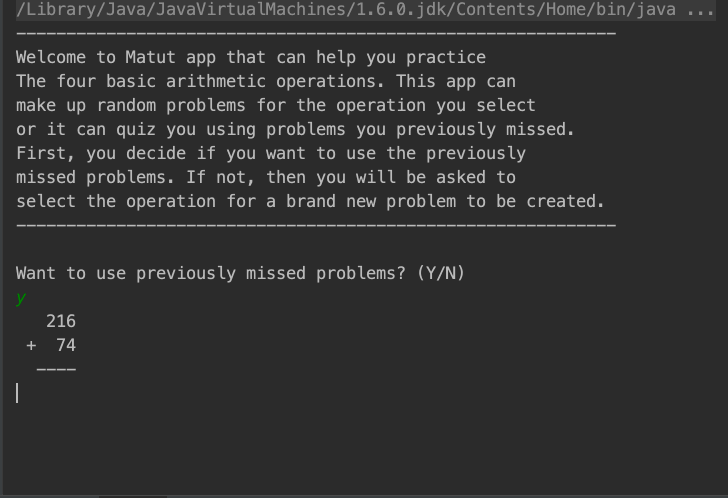 /Library/Java/JavaVirtualMachines/1.6.0.jdk/Contents/Home/bin/java ...
------------------------------------------------------------
Welcome to Matut app that can help you practice
The four basic arithmetic operations. This app can
make up random problems for the operation you select
or it can quiz you using problems you previously missed.
First, you decide if you want to use the previously
missed problems. If not, then you will be asked to
select the operation for a brand new problem to be created.
------------------------------------------------------------
Want to use previously missed problems? (Y/N)
y
216
+ 74
----